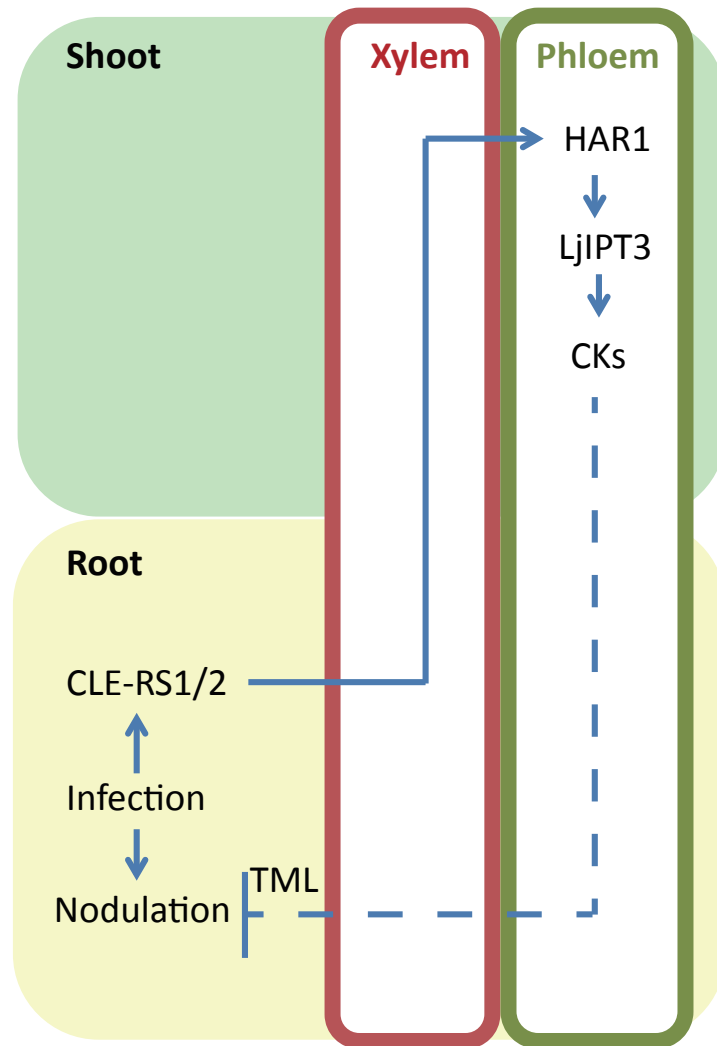 Shoot
Xylem
Phloem
HAR1
LjIPT3
CKs
Root
CLE-RS1/2
Infection
TML
Nodulation